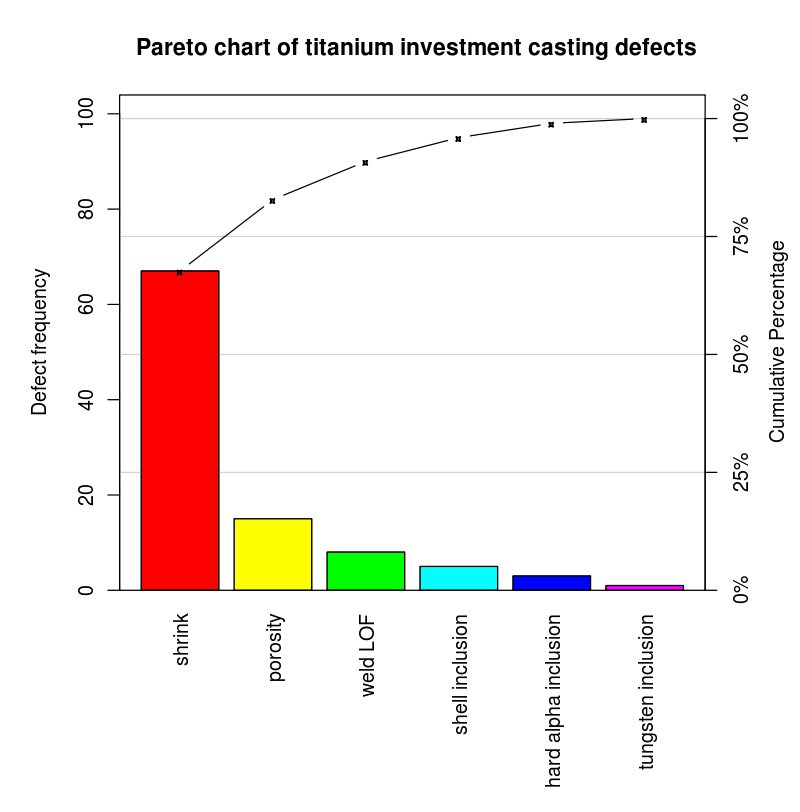 Pareto chart of titanium investment casting defects
Defect frequency
0
20
40
60
80
100
0%
25%
50%
75%
100%
Cumulative Percentage
shrink
porosity
weld LOF
shell inclusion
hard alpha inclusion
tungsten inclusion